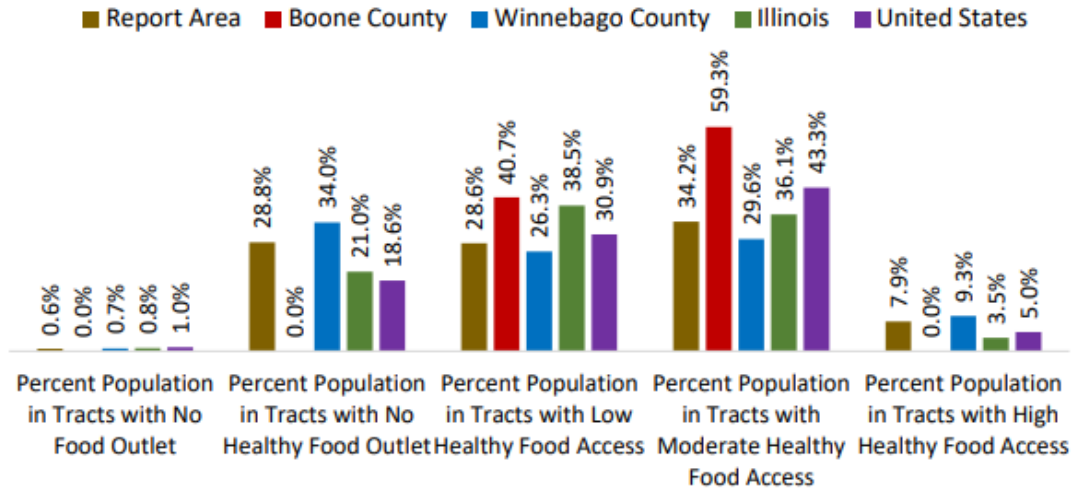 Report Area Boone County Winnebago County Illinois United States
0.6%
0.0%
0.7%
0.8%
1.0%
28.8%
0.0%
34.0%
21.0%
18.6%
28.6%
40.7%
26.3%
38.5%
30.9%
34.2%
59.3%
29.6%
36.1%
43.3%
7.9%
0.0%
9.3%
3.5%
5.0%
Percent Population
in Tracts with No
Food Outlet
Percent Population
in Tracts with No
Healthy Food Outlet
Percent Population
in Tracts with Low
Healthy Food Access
Percent Population
in Tracts with
Moderate Healthy
Food Access
Percent Population
in Tracts with High
Healthy Food Access